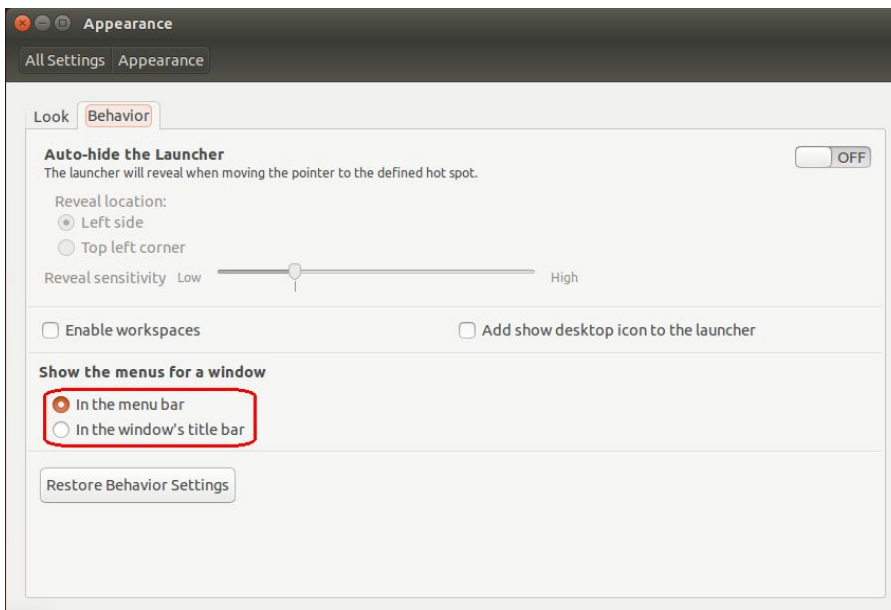 Appearance
All Settings Appearance
Look Behavior
Auto-hide the Launcher
OFF
The launcher will reveal when moving the pointer to the defined hot spot.
Reveal location:
Left side
Top left corner
Reveal sensitivity Low High
Enable workspaces Add show desktop icon to the launcher
Show the menus for a window
In the menu bar
In the window's title bar
Restore Behavior Settings